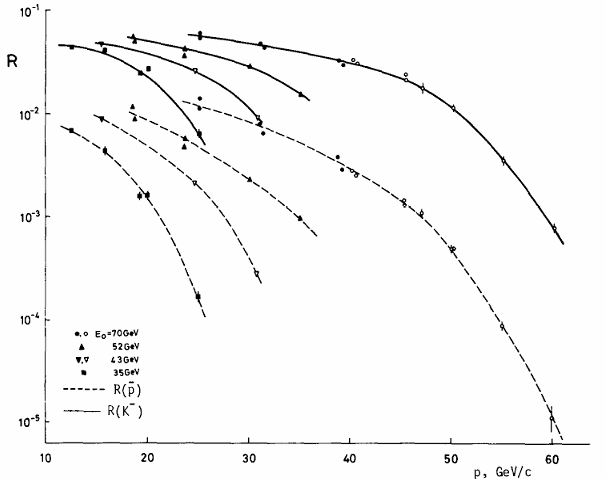 10⁻¹
R
10⁻²
10⁻³
10⁻⁴
10⁻⁵
●,○ E₀=70GeV
▲ 52GeV
▼,▽ 43GeV
■ 35GeV
R(p̄)
R(K⁻)
10 20 30 40 50 60
p, GeV/c